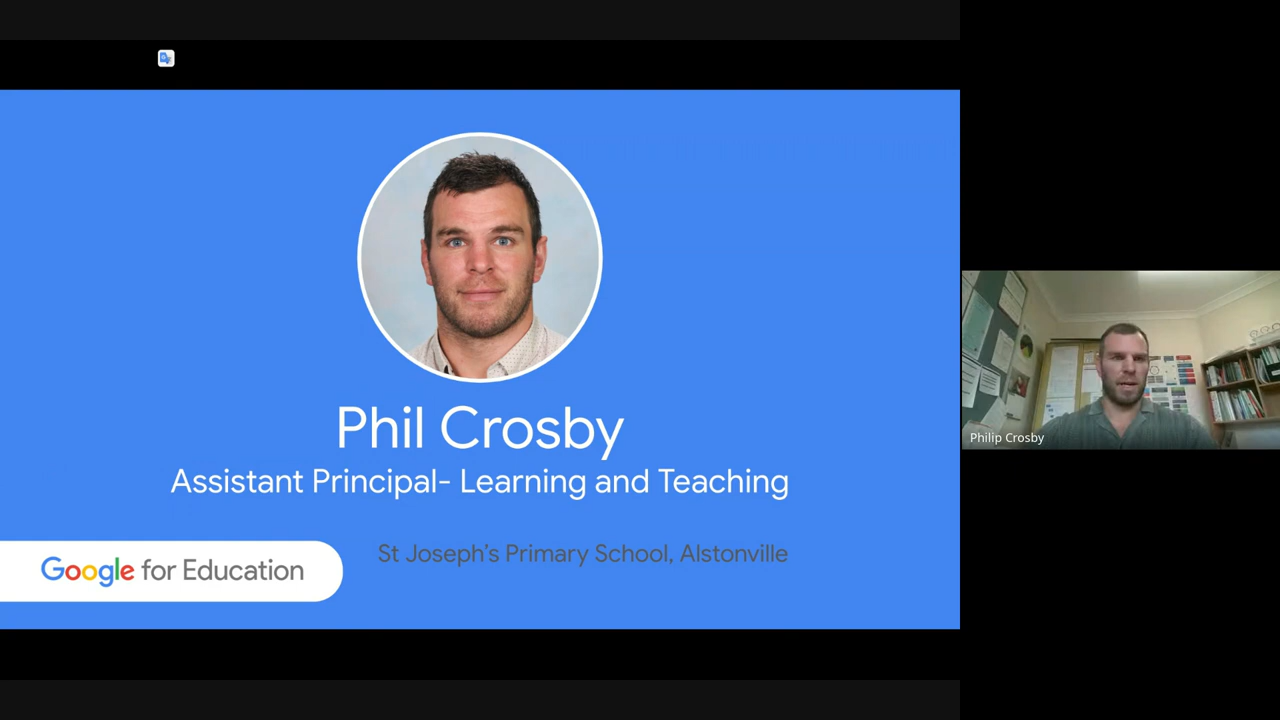 Phil Crosby
Assistant Principal- Learning and Teaching
St Joseph's Primary School, Alstonville
Google for Education
Philip Crosby